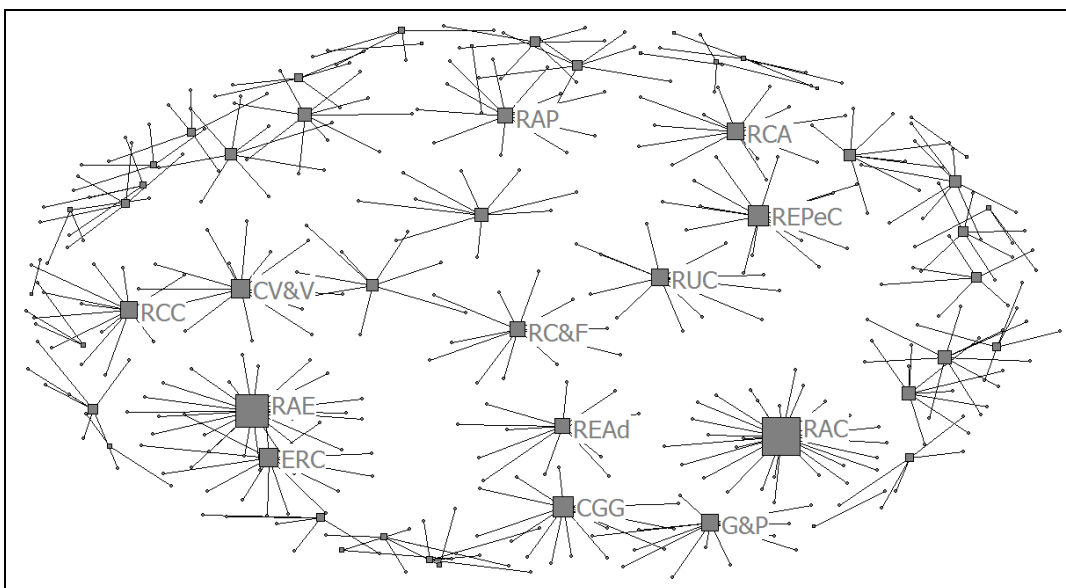 RAP
RCA
REPeC
RUC
CV&V
RCC
RC&F
RAE
REAd
RAC
ERC
CGG
G&P